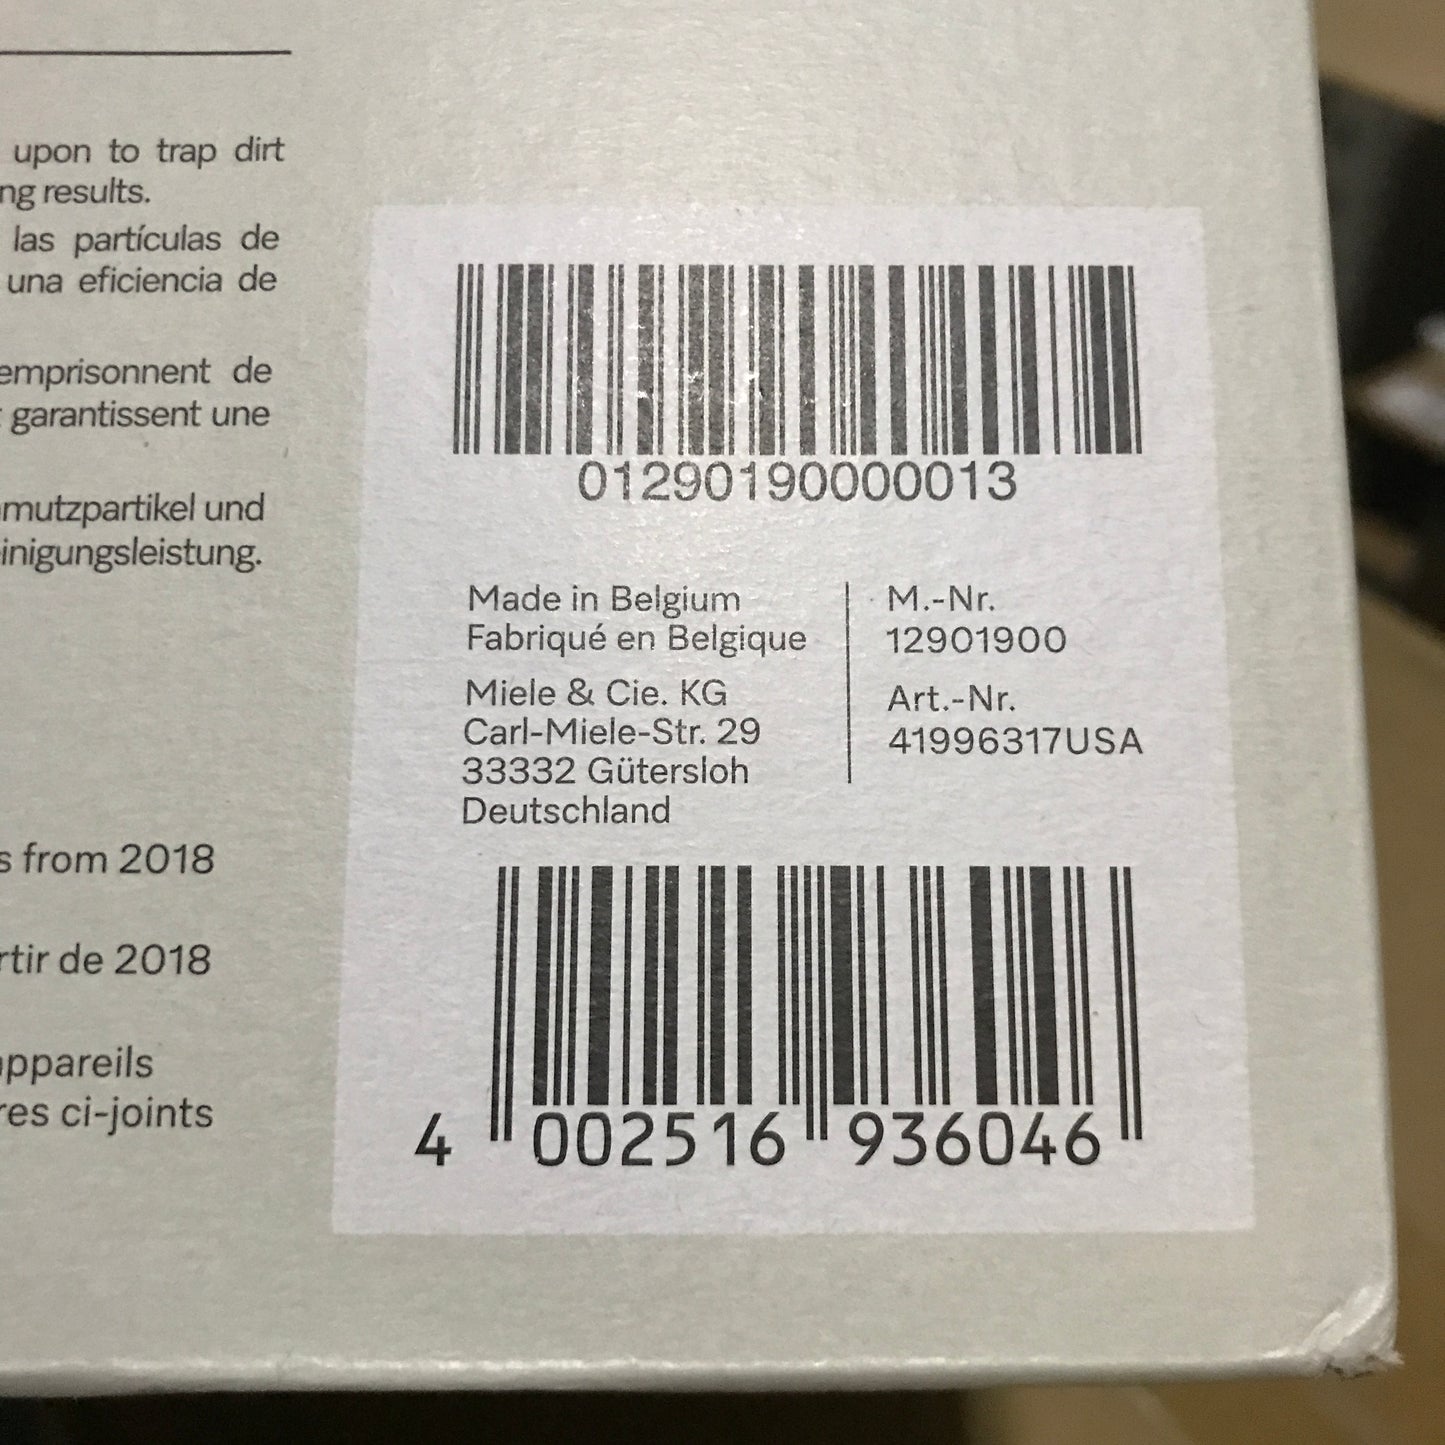 upon to trap dirt
ng results.
las partículas de
una eficiencia de
emprisonnent de
garantissent une
mutzpartikel und
einigungsleistung.
s from 2018
rtir de 2018
appareils
res ci-joints
01290190000013
Made in Belgium
Fabriqué en Belgique
Miele & Cie. KG
Carl-Miele-Str. 29
33332 Gütersloh
Deutschland
M.-Nr.
12901900
Art.-Nr.
41996317USA
4 002516 936046